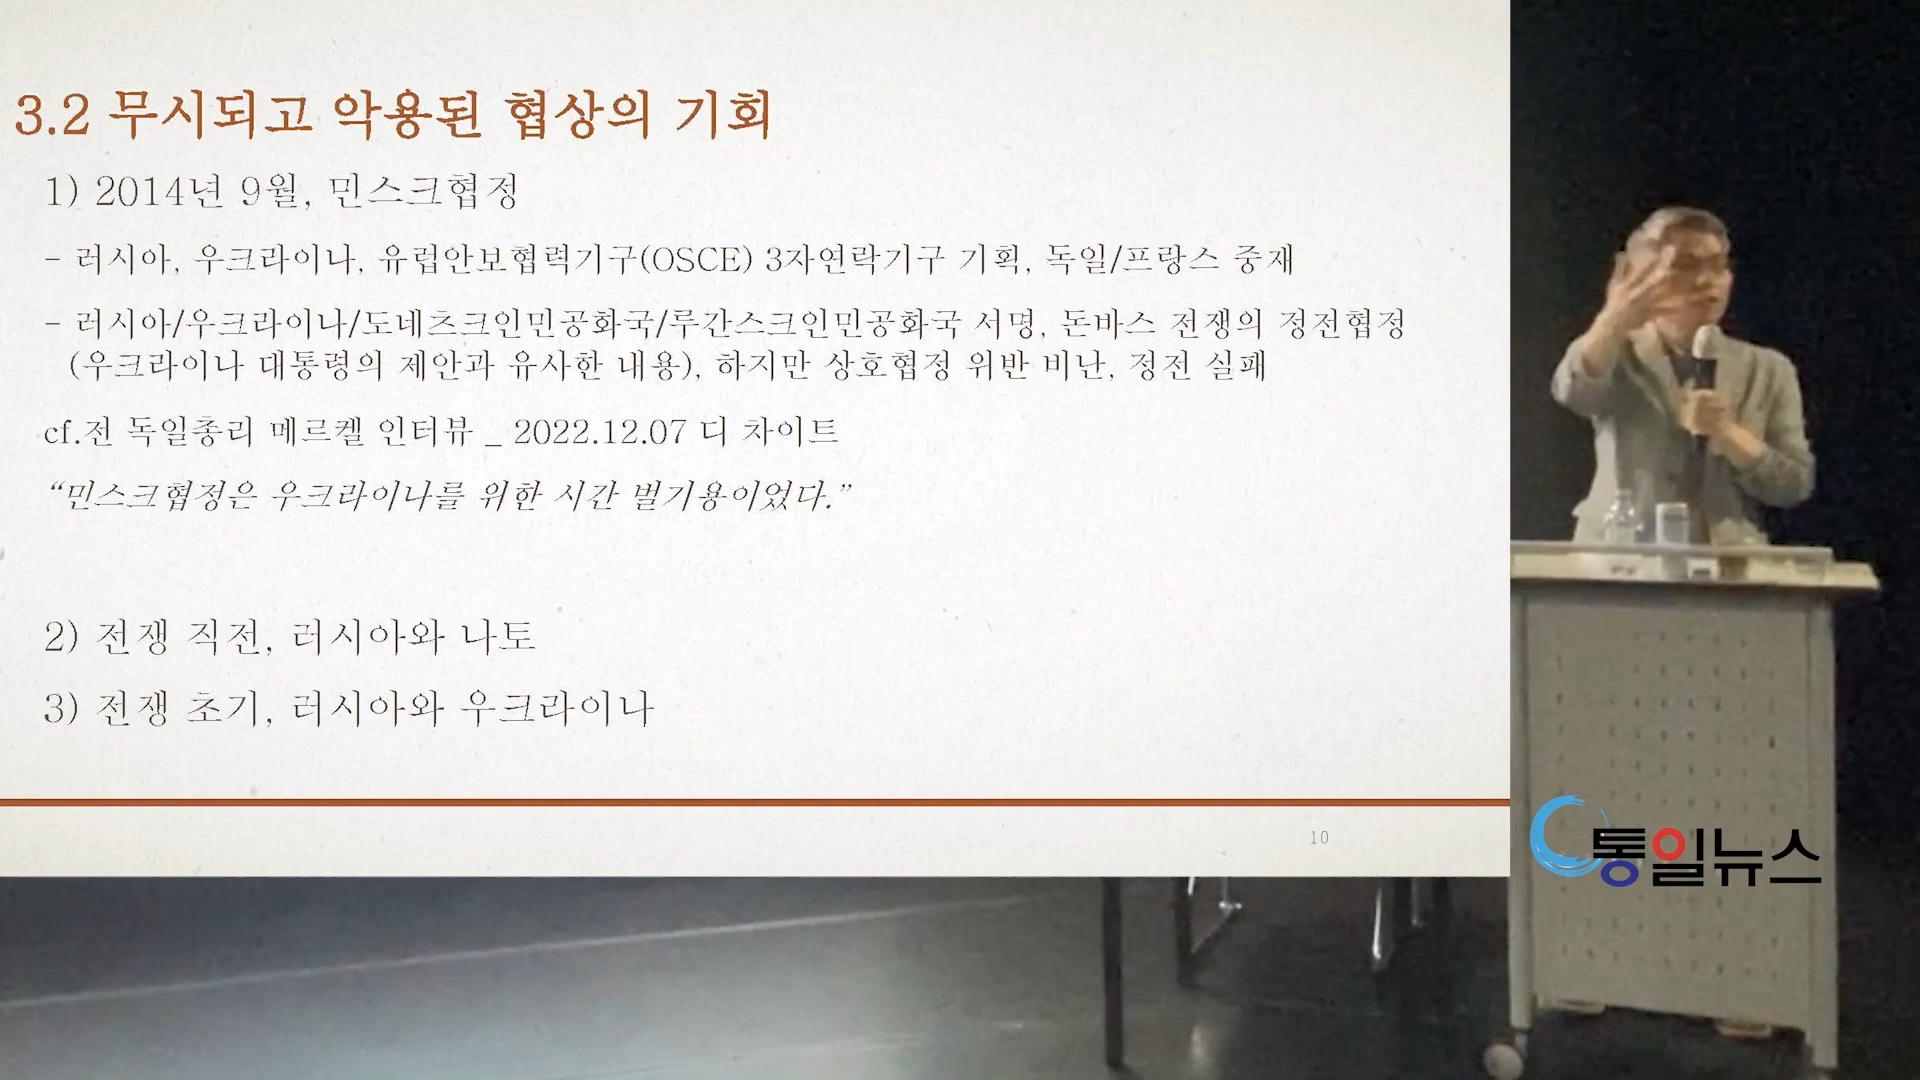 3.2 무시되고 악용된 협상의 기회
1) 2014년 9월, 민스크협정
- 러시아, 우크라이나, 유럽안보협력기구(OSCE) 3자연락기구 기획, 독일/프랑스 중재
- 러시아/우크라이나/도네츠크인민공화국/루간스크인민공화국 서명, 돈바스 전쟁의 정전협정
(우크라이나 대통령의 제안과 유사한 내용), 하지만 상호협정 위반 비난, 정전 실패
cf.전 독일총리 메르켈 인터뷰 _ 2022.12.07 디 차이트
“민스크협정은 우크라이나를 위한 시간 벌기용이었다.”
2) 전쟁 직전, 러시아와 나토
3) 전쟁 초기, 러시아와 우크라이나
10
통일뉴스